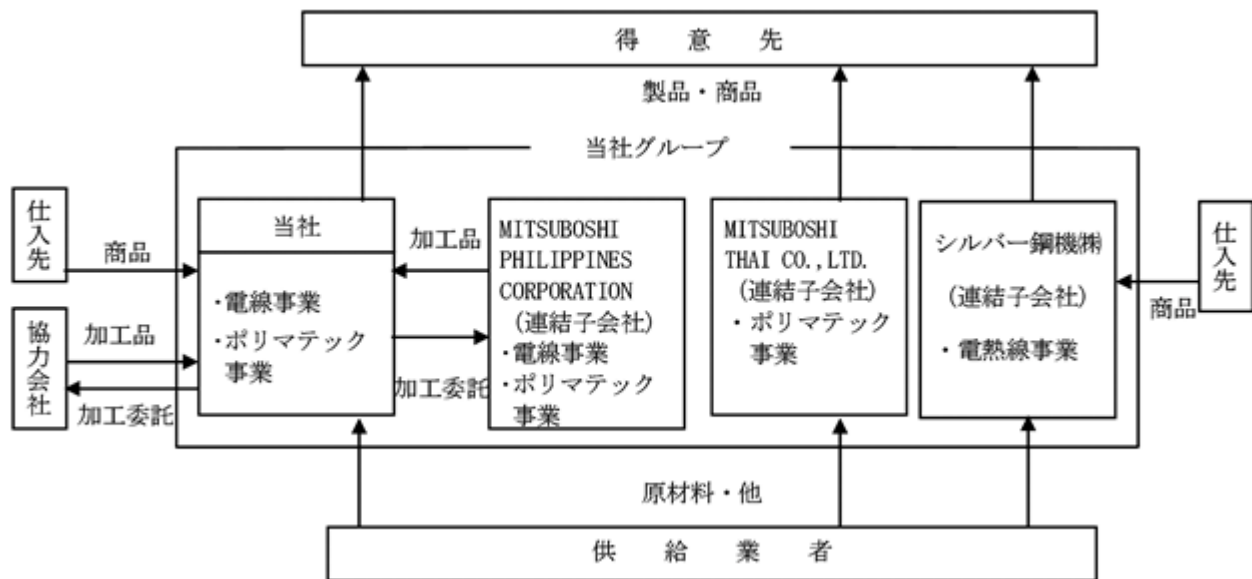 得意先
製品・商品
当社グループ
仕入先
商品
協力会社
加工品
加工委託
当社
・電線事業
・ポリマテック
事業
加工品
加工委託
MITSUBOSHI
PHILIPPINES
CORPORATION
(連結子会社)
・電線事業
・ポリマテック
事業
MITSUBOSHI
THAI CO.,LTD.
(連結子会社)
・ポリマテック
事業
シルバー鋼機㈱
(連結子会社)
・電熱線事業
仕入先
商品
原材料・他
供給業者